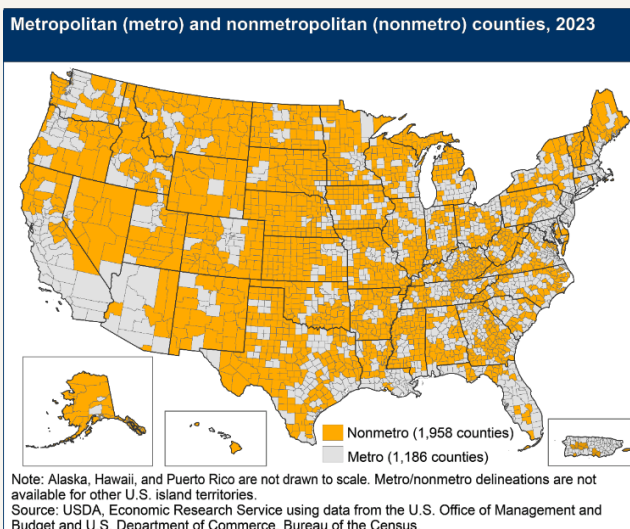 Metropolitan (metro) and nonmetropolitan (nonmetro) counties, 2023
Nonmetro (1,958 counties)
Metro (1,186 counties)
Note: Alaska, Hawaii, and Puerto Rico are not drawn to scale. Metro/nonmetro delineations are not
available for other U.S. island territories.
Source: USDA, Economic Research Service using data from the U.S. Office of Management and
Budget and U.S. Department of Commerce, Bureau of the Census